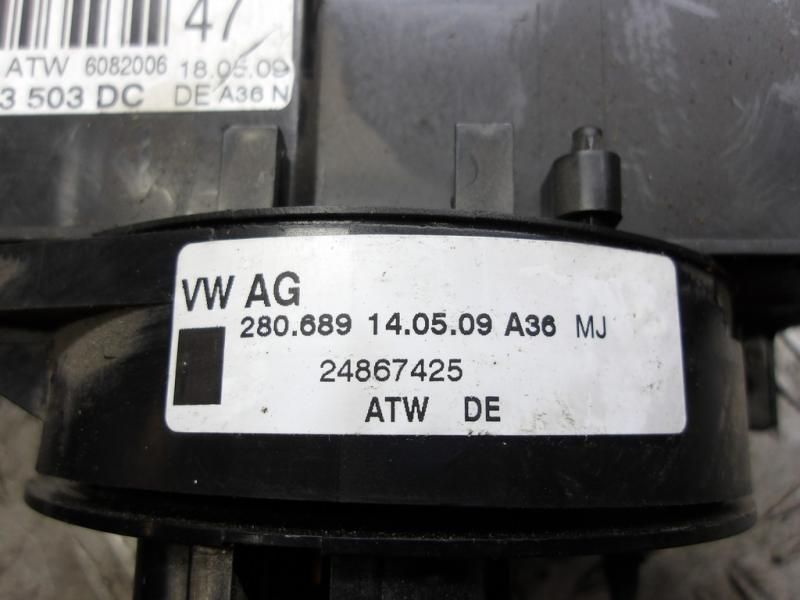 47
ATW 6082006 18.05.09
3 503 DC DE A36 N
VW AG
280.689 14.05.09 A36 MJ
24867425
ATW DE